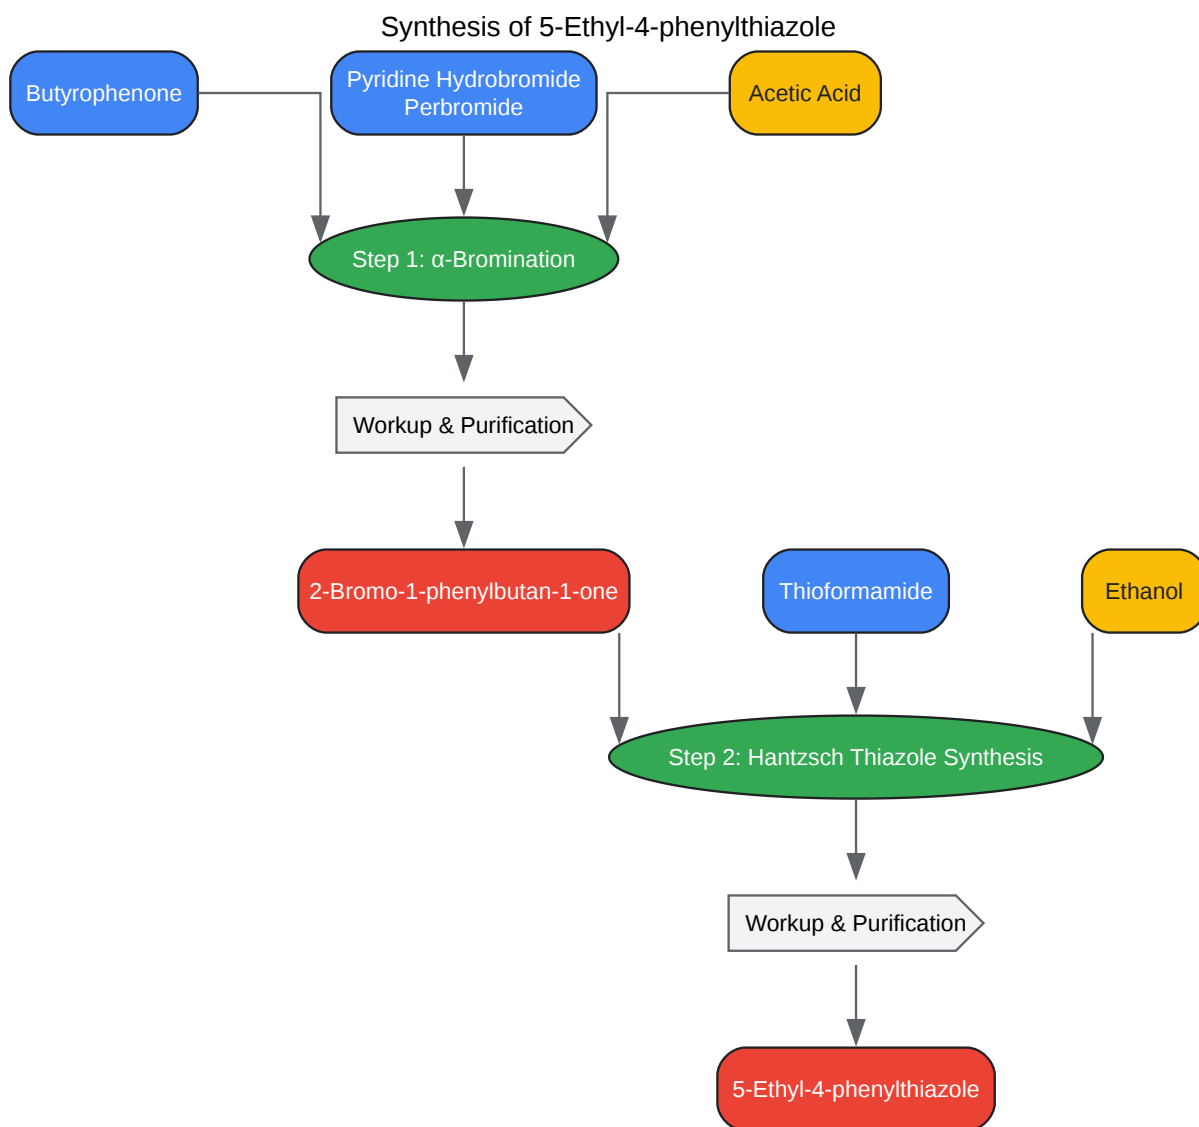 Synthesis of 5-Ethyl-4-phenylthiazole
Butyrophenone
Pyridine Hydrobromide
Perbromide
Acetic Acid
Step 1: α-Bromination
Workup & Purification
2-Bromo-1-phenylbutan-1-one
Thioformamide
Ethanol
Step 2: Hantzsch Thiazole Synthesis
Workup & Purification
5-Ethyl-4-phenylthiazole